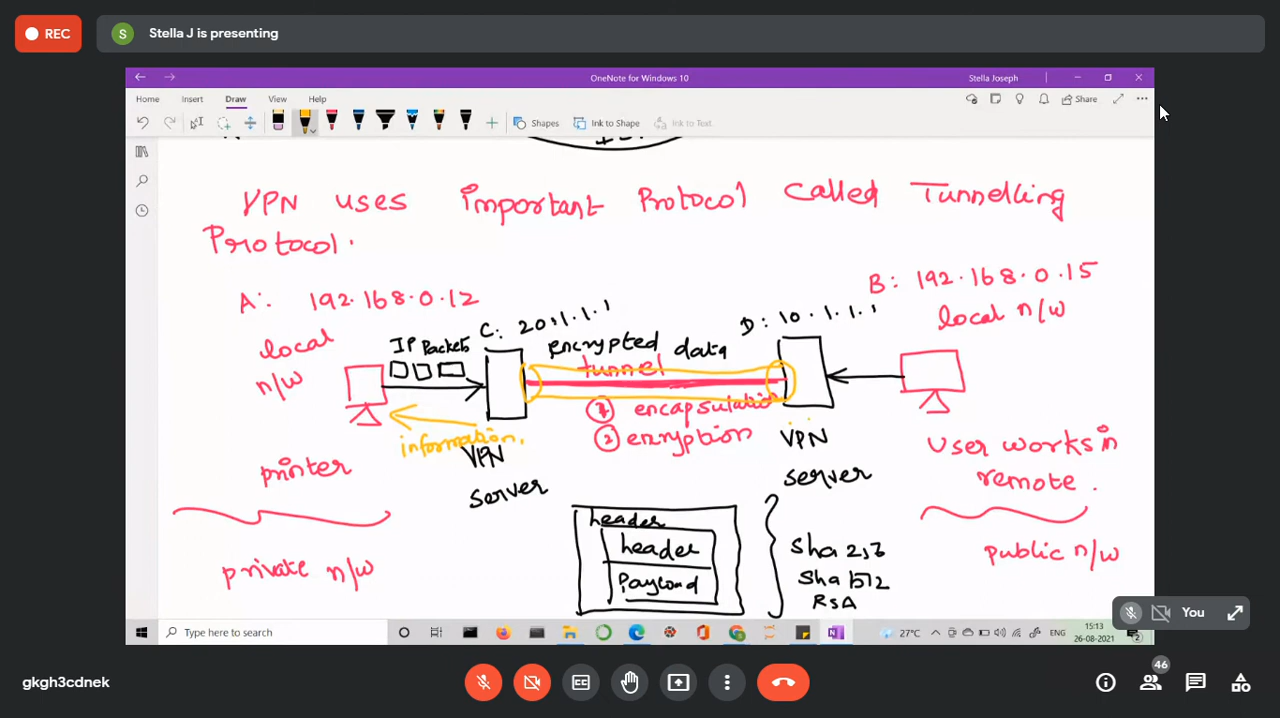 REC
S
Stella J is presenting
OneNote for Windows 10
Stella Joseph
Home Insert Draw View Help
Share
Shapes
Ink to Shape
Ink to Text
VPN uses important Protocol called Tunnelling
Protocol.
A: 192.168.0.12
B: 192.168.0.15
local n/w
local
n/w
IP Packets
C: 20.1.1.1
encrypted data
D: 10.1.1.1
tunnel
① encapsulation
② encryption
information.
VPN
server
VPN
server
printer
User works in
remote.
private n/w
public n/w
header
header
Payload
Sha 512
RSA
You
Type here to search
27°C
ENG
15:13
26-08-2021
2
gkgh3cdnek
46